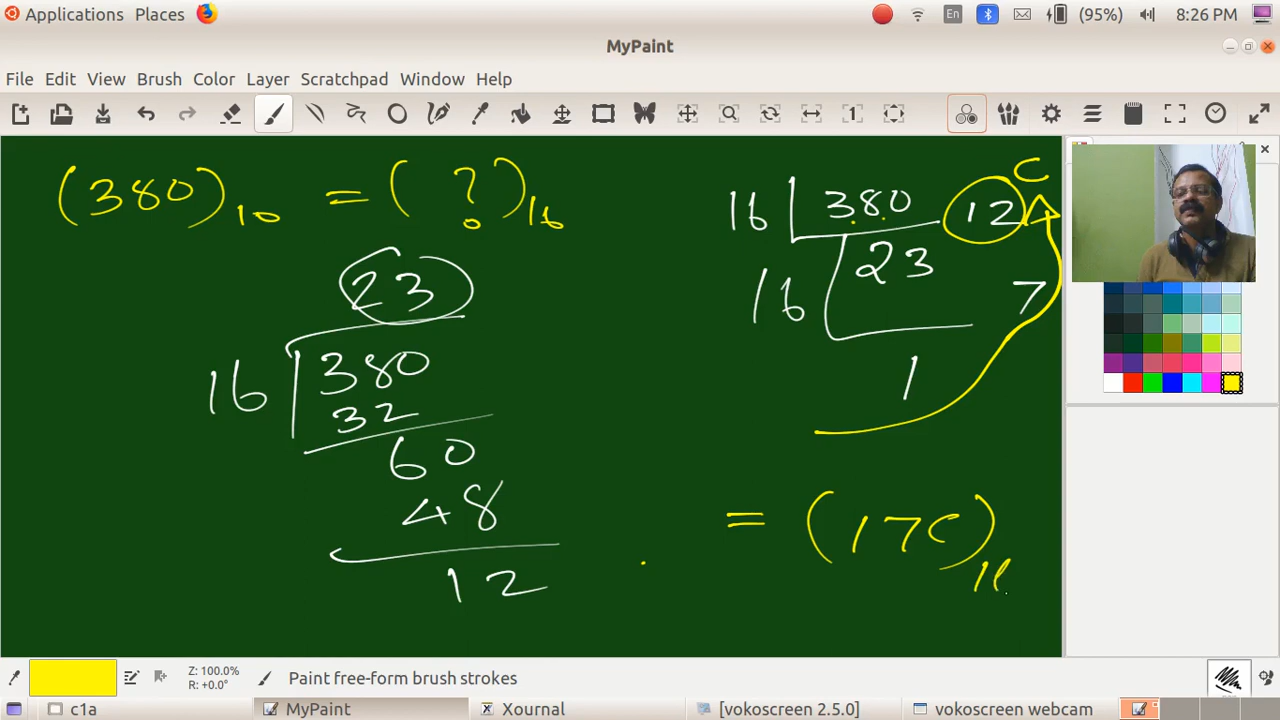 Applications Places En (95%) 8:26 PM
MyPaint
File Edit View Brush Color Layer Scratchpad Window Help
(380)10 = (?)16
23
16 380
32
60
48
12
16 380 12 C
16 23 7
1
= (17C)
Z: 100.0%
R: +0.0°
Paint free-form brush strokes
c1a MyPaint Xournal [vokoscreen 2.5.0] vokoscreen webcam